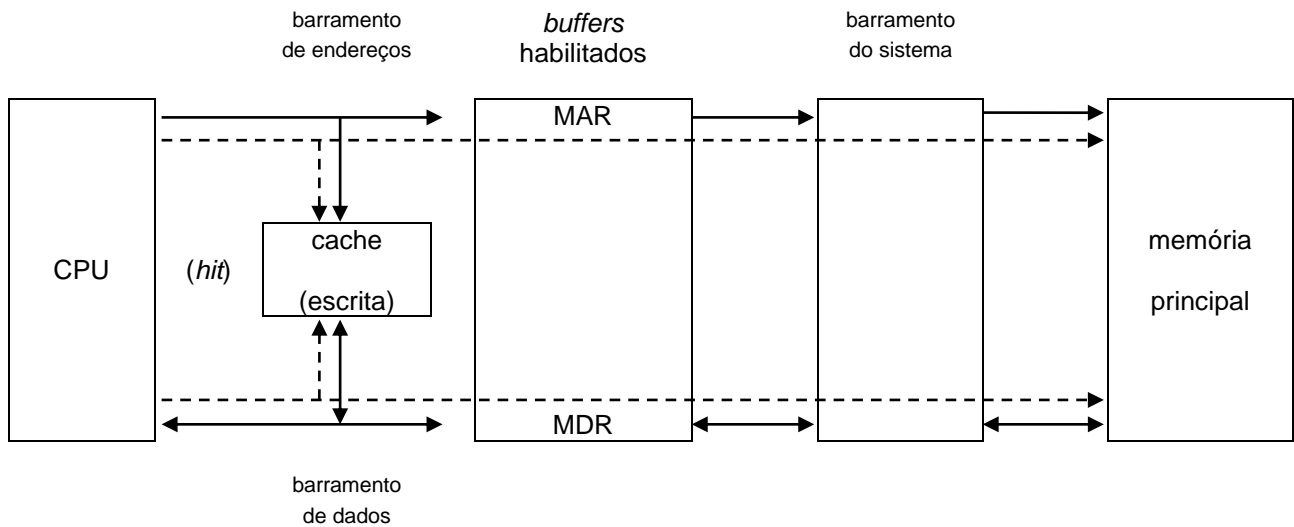 barramento
de endereços
buffers
habilitados
barramento
do sistema
CPU
(hit)
cache
(escrita)
MAR
MDR
memória
principal
barramento
de dados